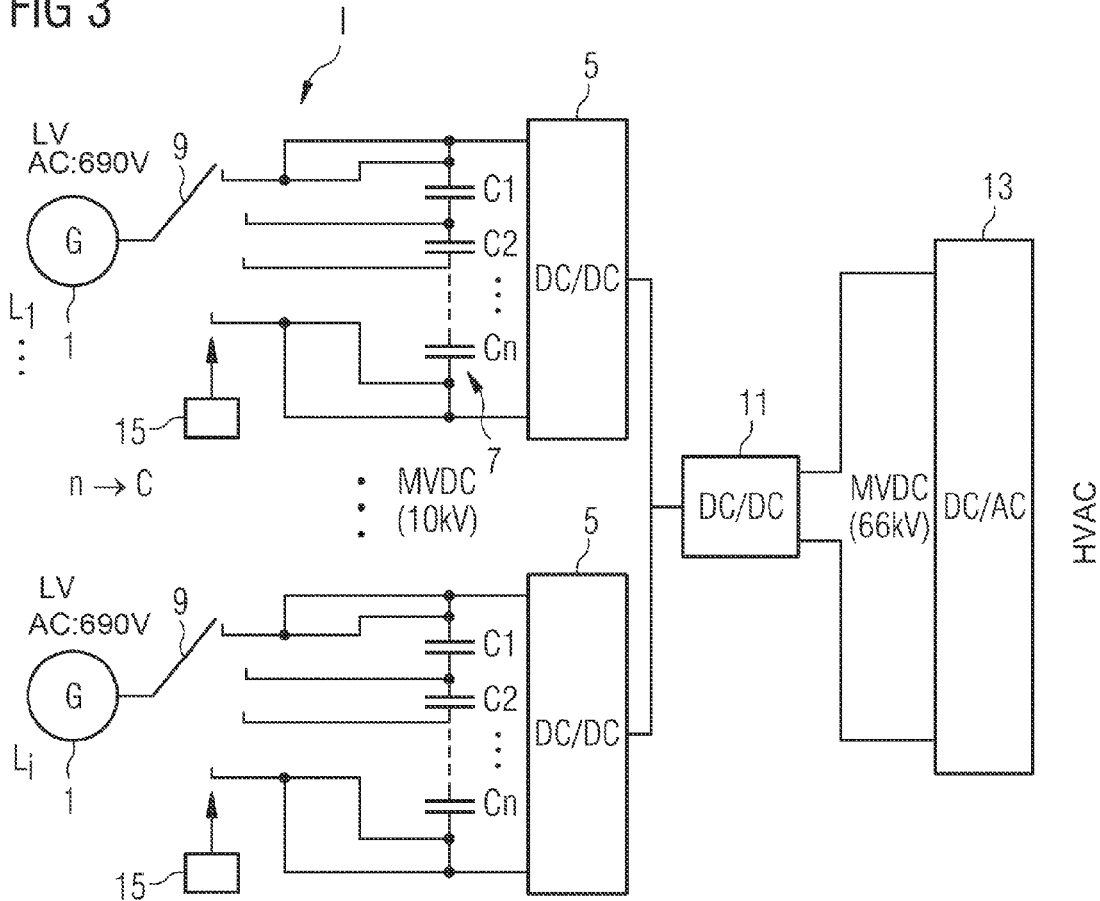 FIG 3
I
5
LV
AC:690V
9
C1
13
G
C2
DC/DC
L1
1
Cn
15
7
11
n → C
MVDC
(10kV)
DC/DC
MVDC
(66kV)
DC/AC
HVAC
5
LV
AC:690V
9
C1
G
C2
DC/DC
Li
1
Cn
15